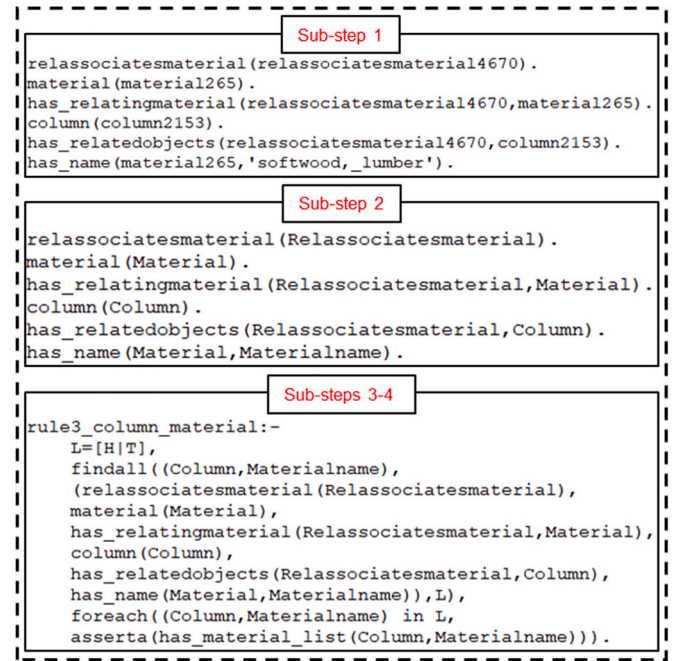 Sub-step 1
relassociatesmaterial(relassociatesmaterial4670).
material(material265).
has_relatingmaterial(relassociatesmaterial4670,material265).
column(column2153).
has_relatedobjects(relassociatesmaterial4670,column2153).
has_name(material265,'softwood,_lumber').
Sub-step 2
relassociatesmaterial(Relassociatesmaterial).
material(Material).
has_relatingmaterial(Relassociatesmaterial,Material).
column(Column).
has_relatedobjects(Relassociatesmaterial,Column).
has_name(Material,Materialname).
Sub-steps 3-4
rule3_column_material:-
L=[H|T],
findall((Column,Materialname),
(relassociatesmaterial(Relassociatesmaterial),
material(Material),
has_relatingmaterial(Relassociatesmaterial,Material),
column(Column),
has_relatedobjects(Relassociatesmaterial,Column),
has_name(Material,Materialname)),L),
foreach((Column,Materialname) in L,
asserta(has_material_list(Column,Materialname))).